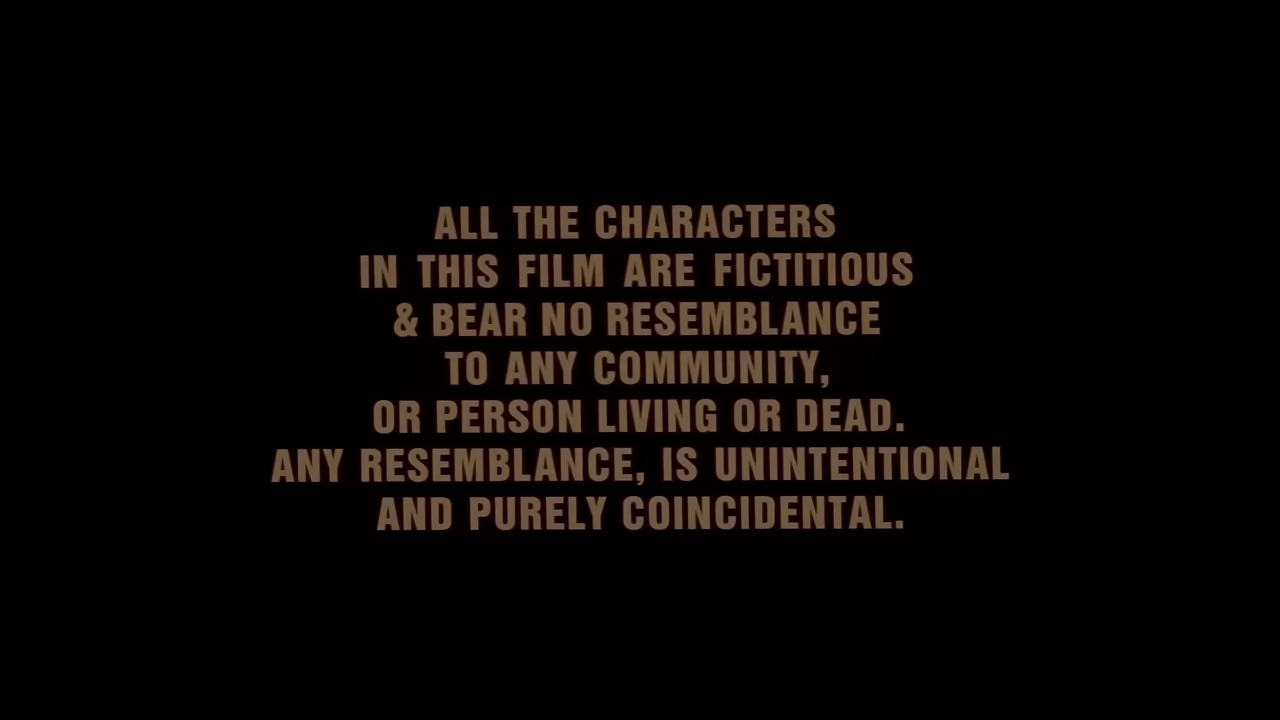 ALL THE CHARACTERS
IN THIS FILM ARE FICTITIOUS
& BEAR NO RESEMBLANCE
TO ANY COMMUNITY,
OR PERSON LIVING OR DEAD.
ANY RESEMBLANCE, IS UNINTENTIONAL
AND PURELY COINCIDENTAL.